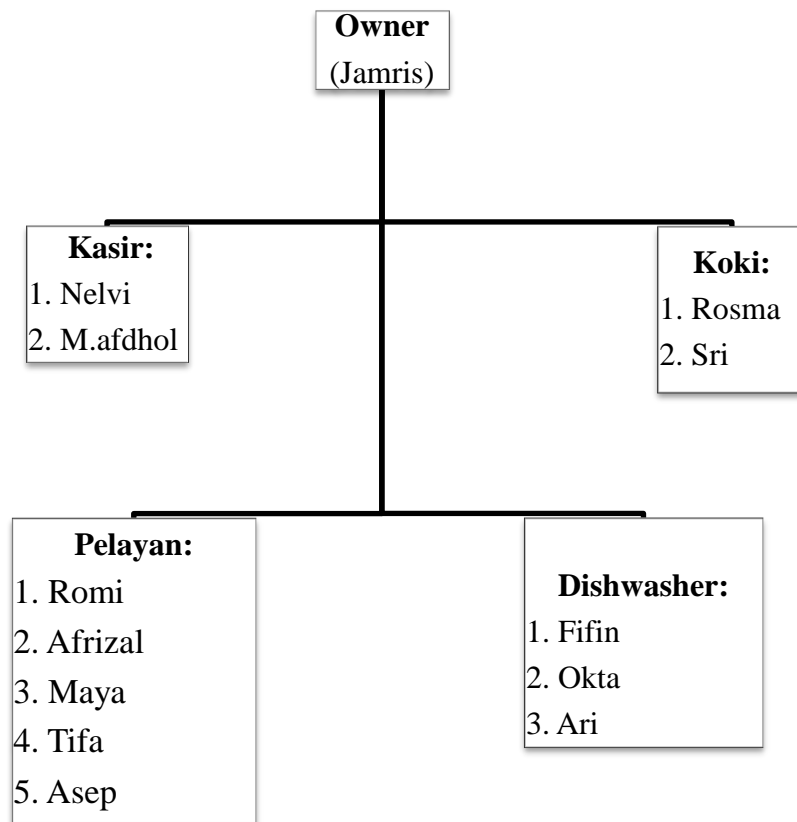 Owner
(Jamris)
Kasir:
1. Nelvi
2. M.afdhol
Koki:
1. Rosma
2. Sri
Pelayan:
1. Romi
2. Afrizal
3. Maya
4. Tifa
5. Asep
Dishwasher:
1. Fifin
2. Okta
3. Ari